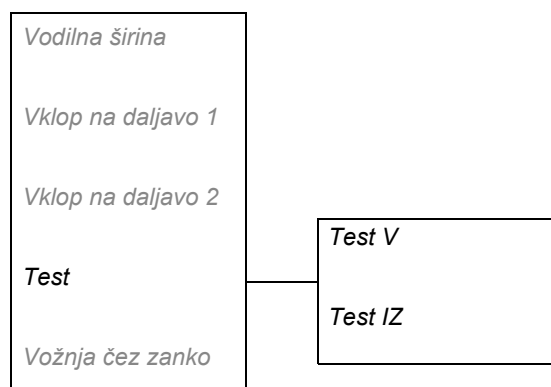 Vodilna širina
Vklop na daljavo 1
Vklop na daljavo 2
Test
Vožnja čez zanko
Test V
Test IZ